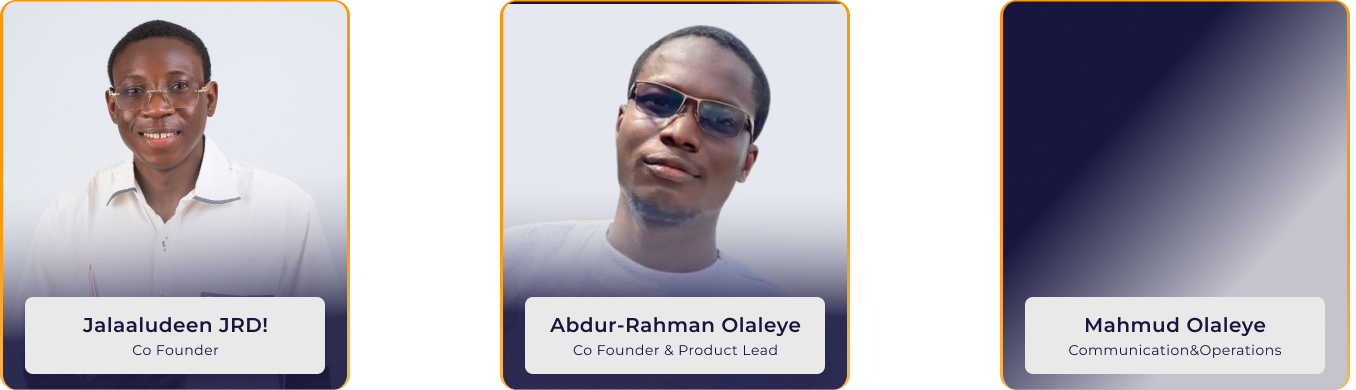 Jalaaludeen JRD!
Co Founder
Abdur-Rahman Olaleye
Co Founder & Product Lead
Mahmud Olaleye
Communication&Operations